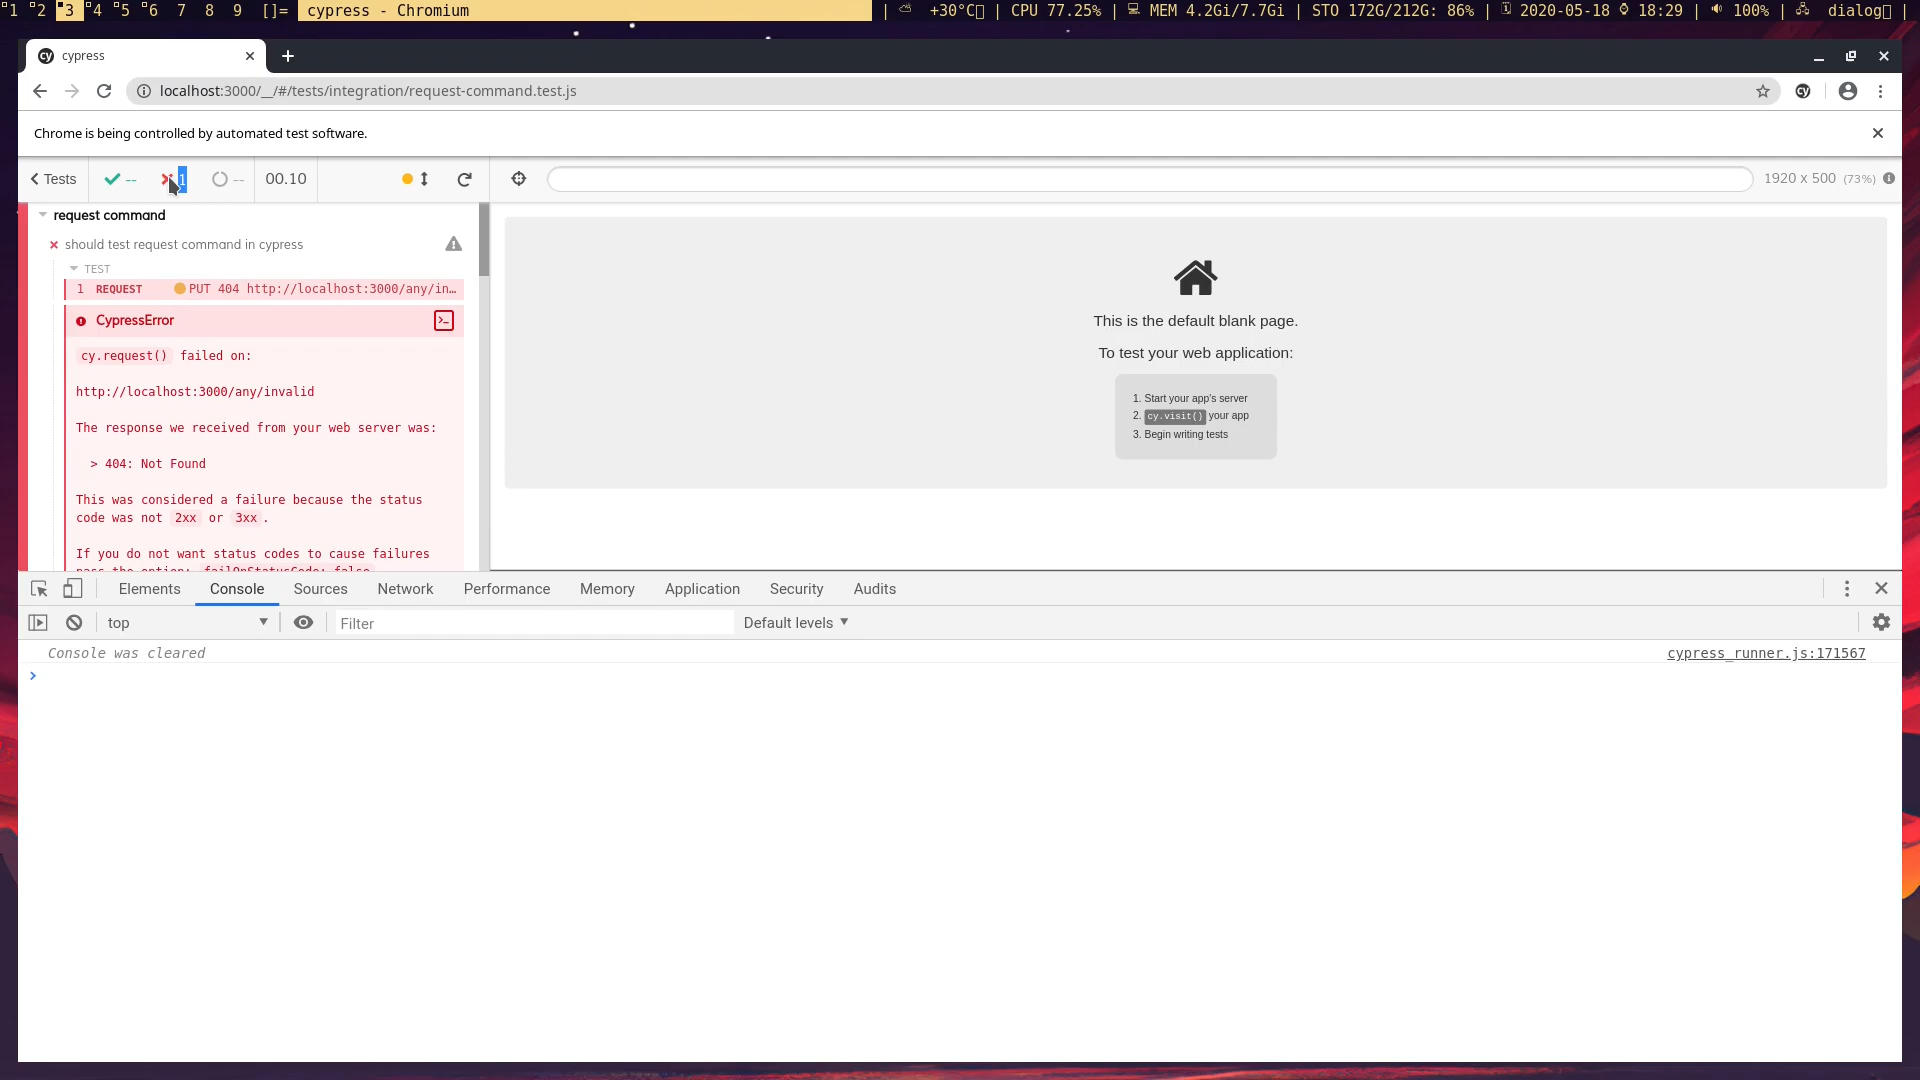 1 2 3 4 5 6 7 8 9 []= cypress - Chromium | +30°C | CPU 77.25% | MEM 4.2Gi/7.7Gi | STO 172G/212G: 86% | 2020-05-18 18:29 | 100% | dialog |
cy cypress
localhost:3000/__/#/tests/integration/request-command.test.js cy
Chrome is being controlled by automated test software.
Tests -- 1 -- 00.10 1920 x 500 (73%)
request command
should test request command in cypress
TEST
1 REQUEST PUT 404 http://localhost:3000/any/in…
CypressError
cy.request() failed on:
http://localhost:3000/any/invalid
The response we received from your web server was:
> 404: Not Found
This was considered a failure because the status
code was not 2xx or 3xx.
If you do not want status codes to cause failures
pass the option: failOnStatusCode: false
This is the default blank page.
To test your web application:
1. Start your app's server
2. cy.visit() your app
3. Begin writing tests
Elements Console Sources Network Performance Memory Application Security Audits
top Filter Default levels
Console was cleared cypress_runner.js:171567